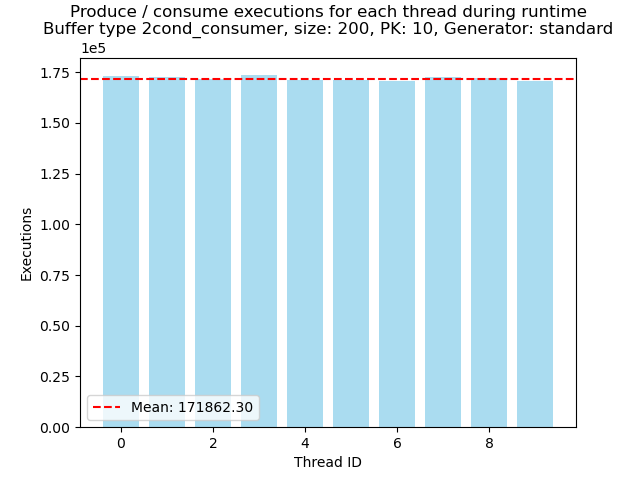 Produce / consume executions for each thread during runtime
Buffer type 2cond_consumer, size: 200, PK: 10, Generator: standard
1e5
1.75
1.50
1.25
1.00
0.75
0.50
0.25
0.00
Executions
Mean: 171862.30
0 2 4 6 8
Thread ID